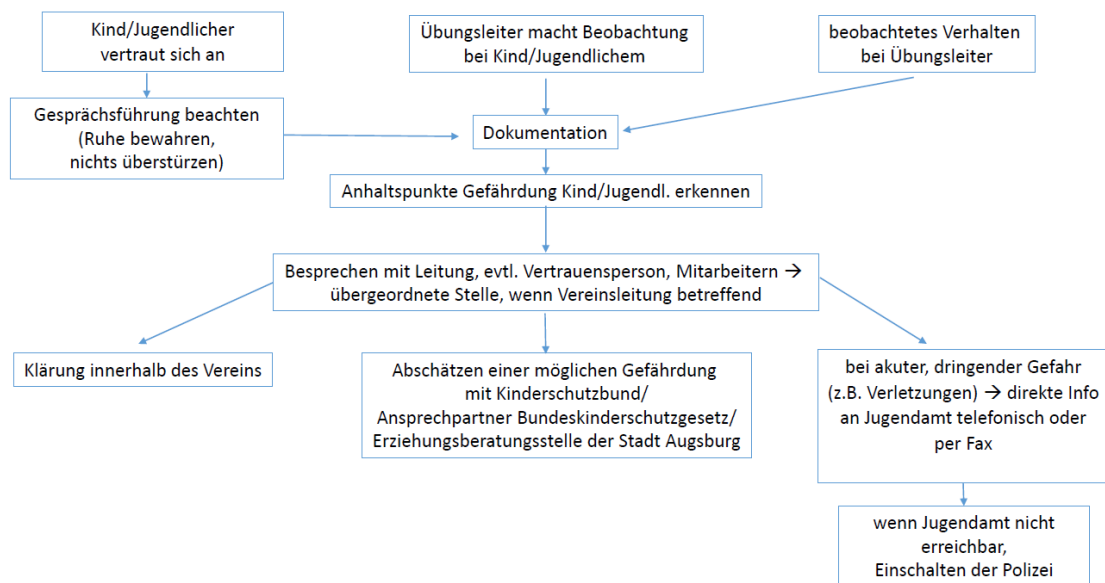 Kind/Jugendlicher
vertraut sich an
Übungsleiter macht Beobachtung
bei Kind/Jugendlichem
beobachtetes Verhalten
bei Übungsleiter
Gesprächsführung beachten
(Ruhe bewahren,
nichts überstürzen)
Dokumentation
Anhaltspunkte Gefährdung Kind/Jugendl. erkennen
Besprechen mit Leitung, evtl. Vertrauensperson, Mitarbeitern →
übergeordnete Stelle, wenn Vereinsleitung betreffend
Klärung innerhalb des Vereins
Abschätzen einer möglichen Gefährdung
mit Kinderschutzbund/
Ansprechpartner Bundeskinderschutzgesetz/
Erziehungsberatungsstelle der Stadt Augsburg
bei akuter, dringender Gefahr
(z.B. Verletzungen) → direkte Info
an Jugendamt telefonisch oder
per Fax
wenn Jugendamt nicht
erreichbar,
Einschalten der Polizei